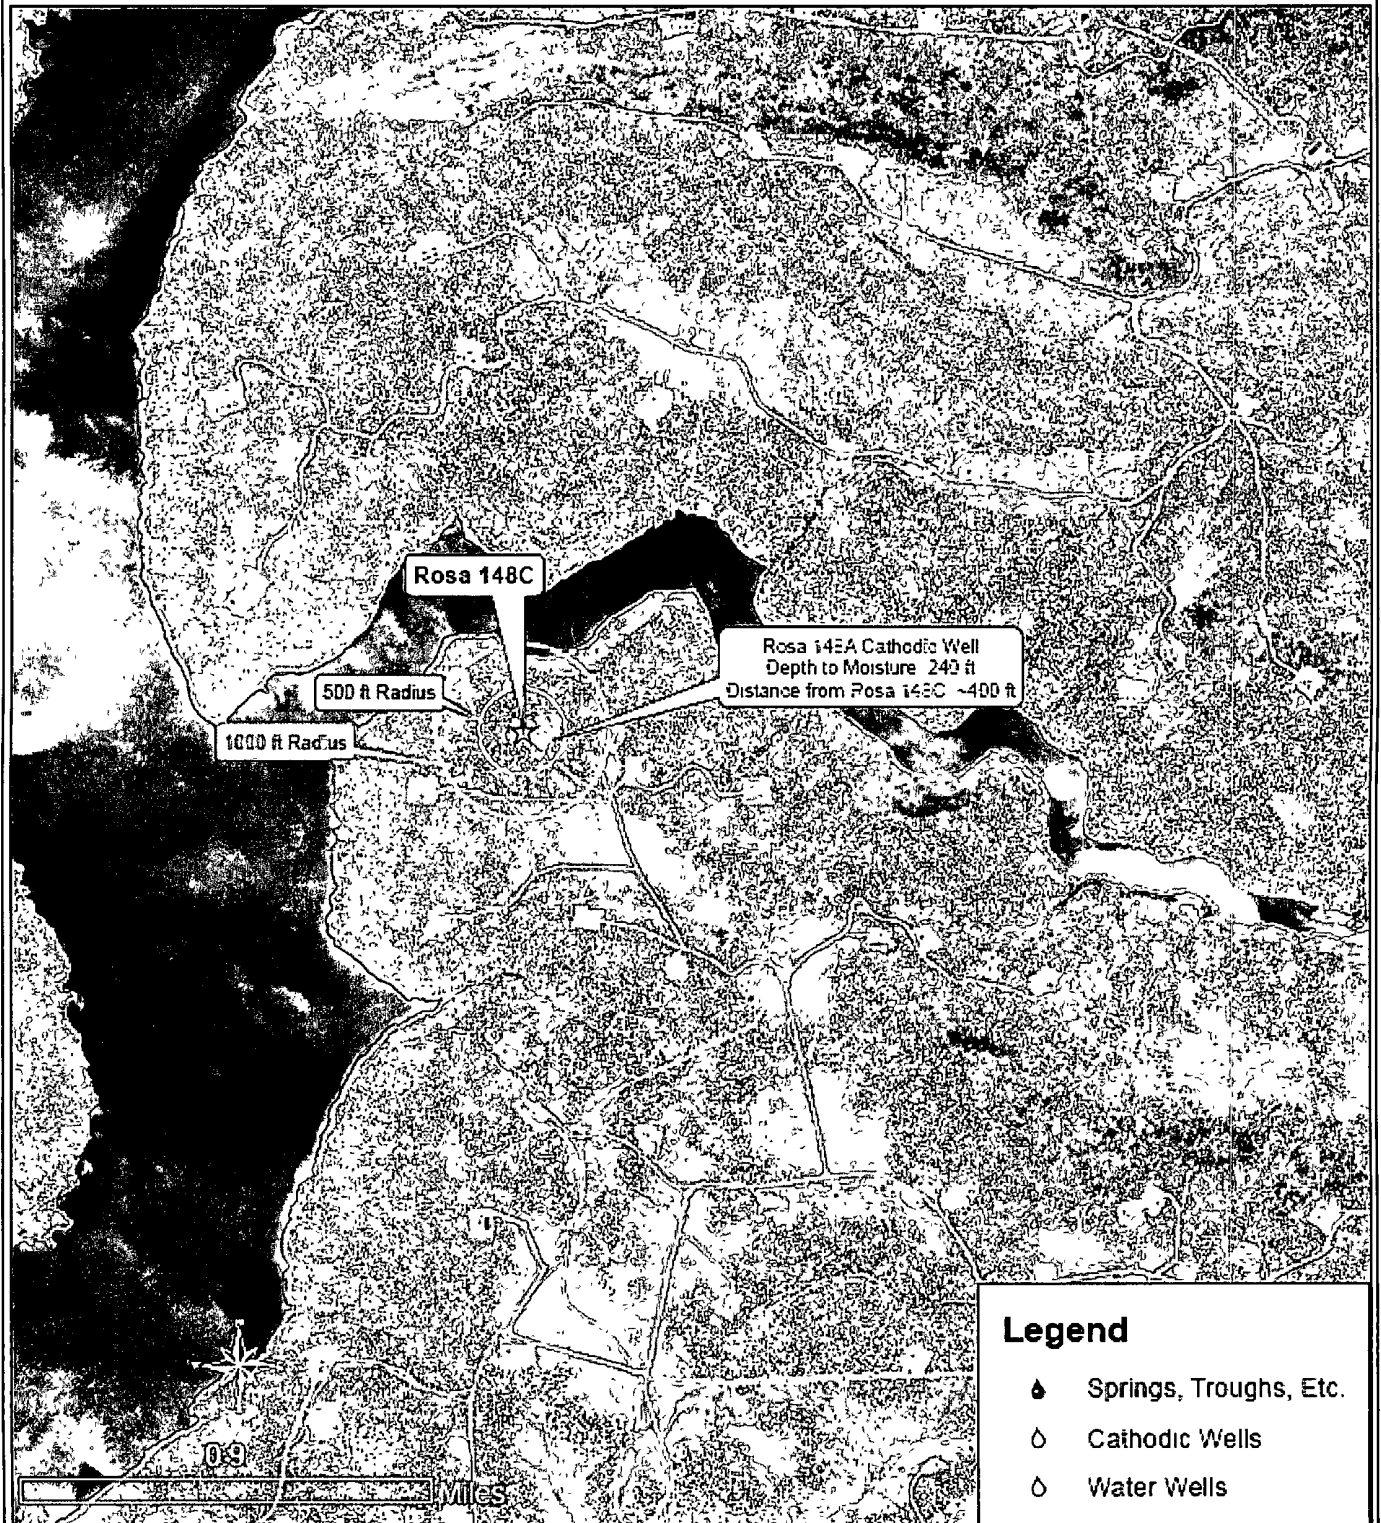 Rosa 148C
Rosa 148A Cathodic Well
Depth to Moisture 240 ft
Distance from Rosa 148C ~400 ft
500 ft Radius
1000 ft Radius
Legend
Springs, Troughs, Etc.
Cathodic Wells
Water Wells
0.9
Miles